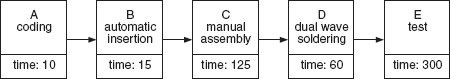 A
coding
time: 10
B
automatic
insertion
time: 15
C
manual
assembly
time: 125
D
dual wave
soldering
time: 60
E
test
time: 300